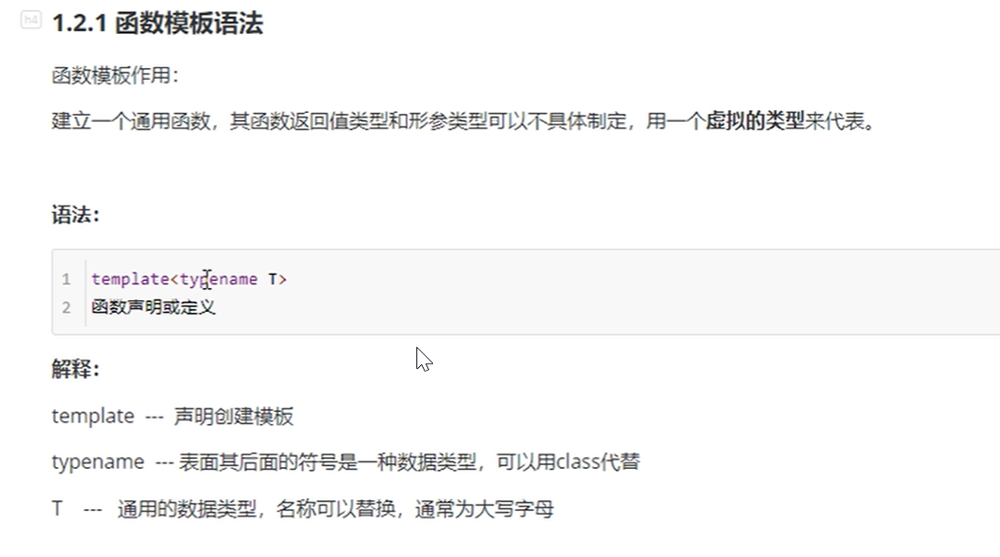 h4
1.2.1 函数模板语法
函数模板作用：
建立一个通用函数，其函数返回值类型和形参类型可以不具体制定，用一个虚拟的类型来代表。
语法：
1 template<typename T>
2 函数声明或定义
解释：
template --- 声明创建模板
typename --- 表面其后面的符号是一种数据类型，可以用class代替
T --- 通用的数据类型，名称可以替换，通常为大写字母